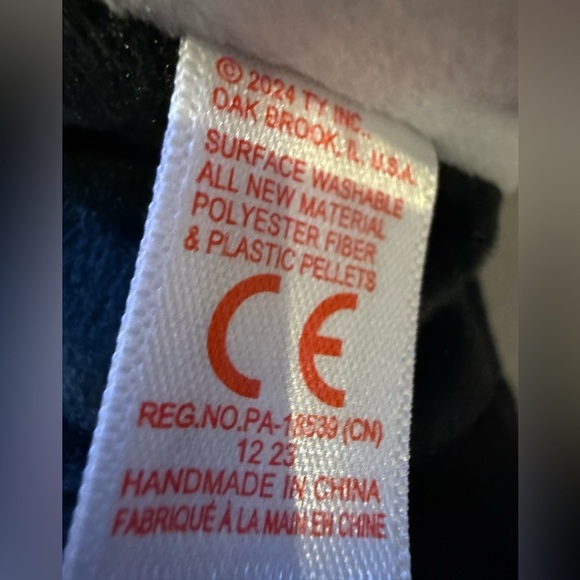 © 2024 TY INC.,
OAK BROOK, IL. U.S.A.
SURFACE WASHABLE
ALL NEW MATERIAL
POLYESTER FIBER
& PLASTIC PELLETS
CE
REG.NO.PA-18539 (CN)
12 23
HANDMADE IN CHINA
FABRIQUÉ À LA MAIN EN CHINE